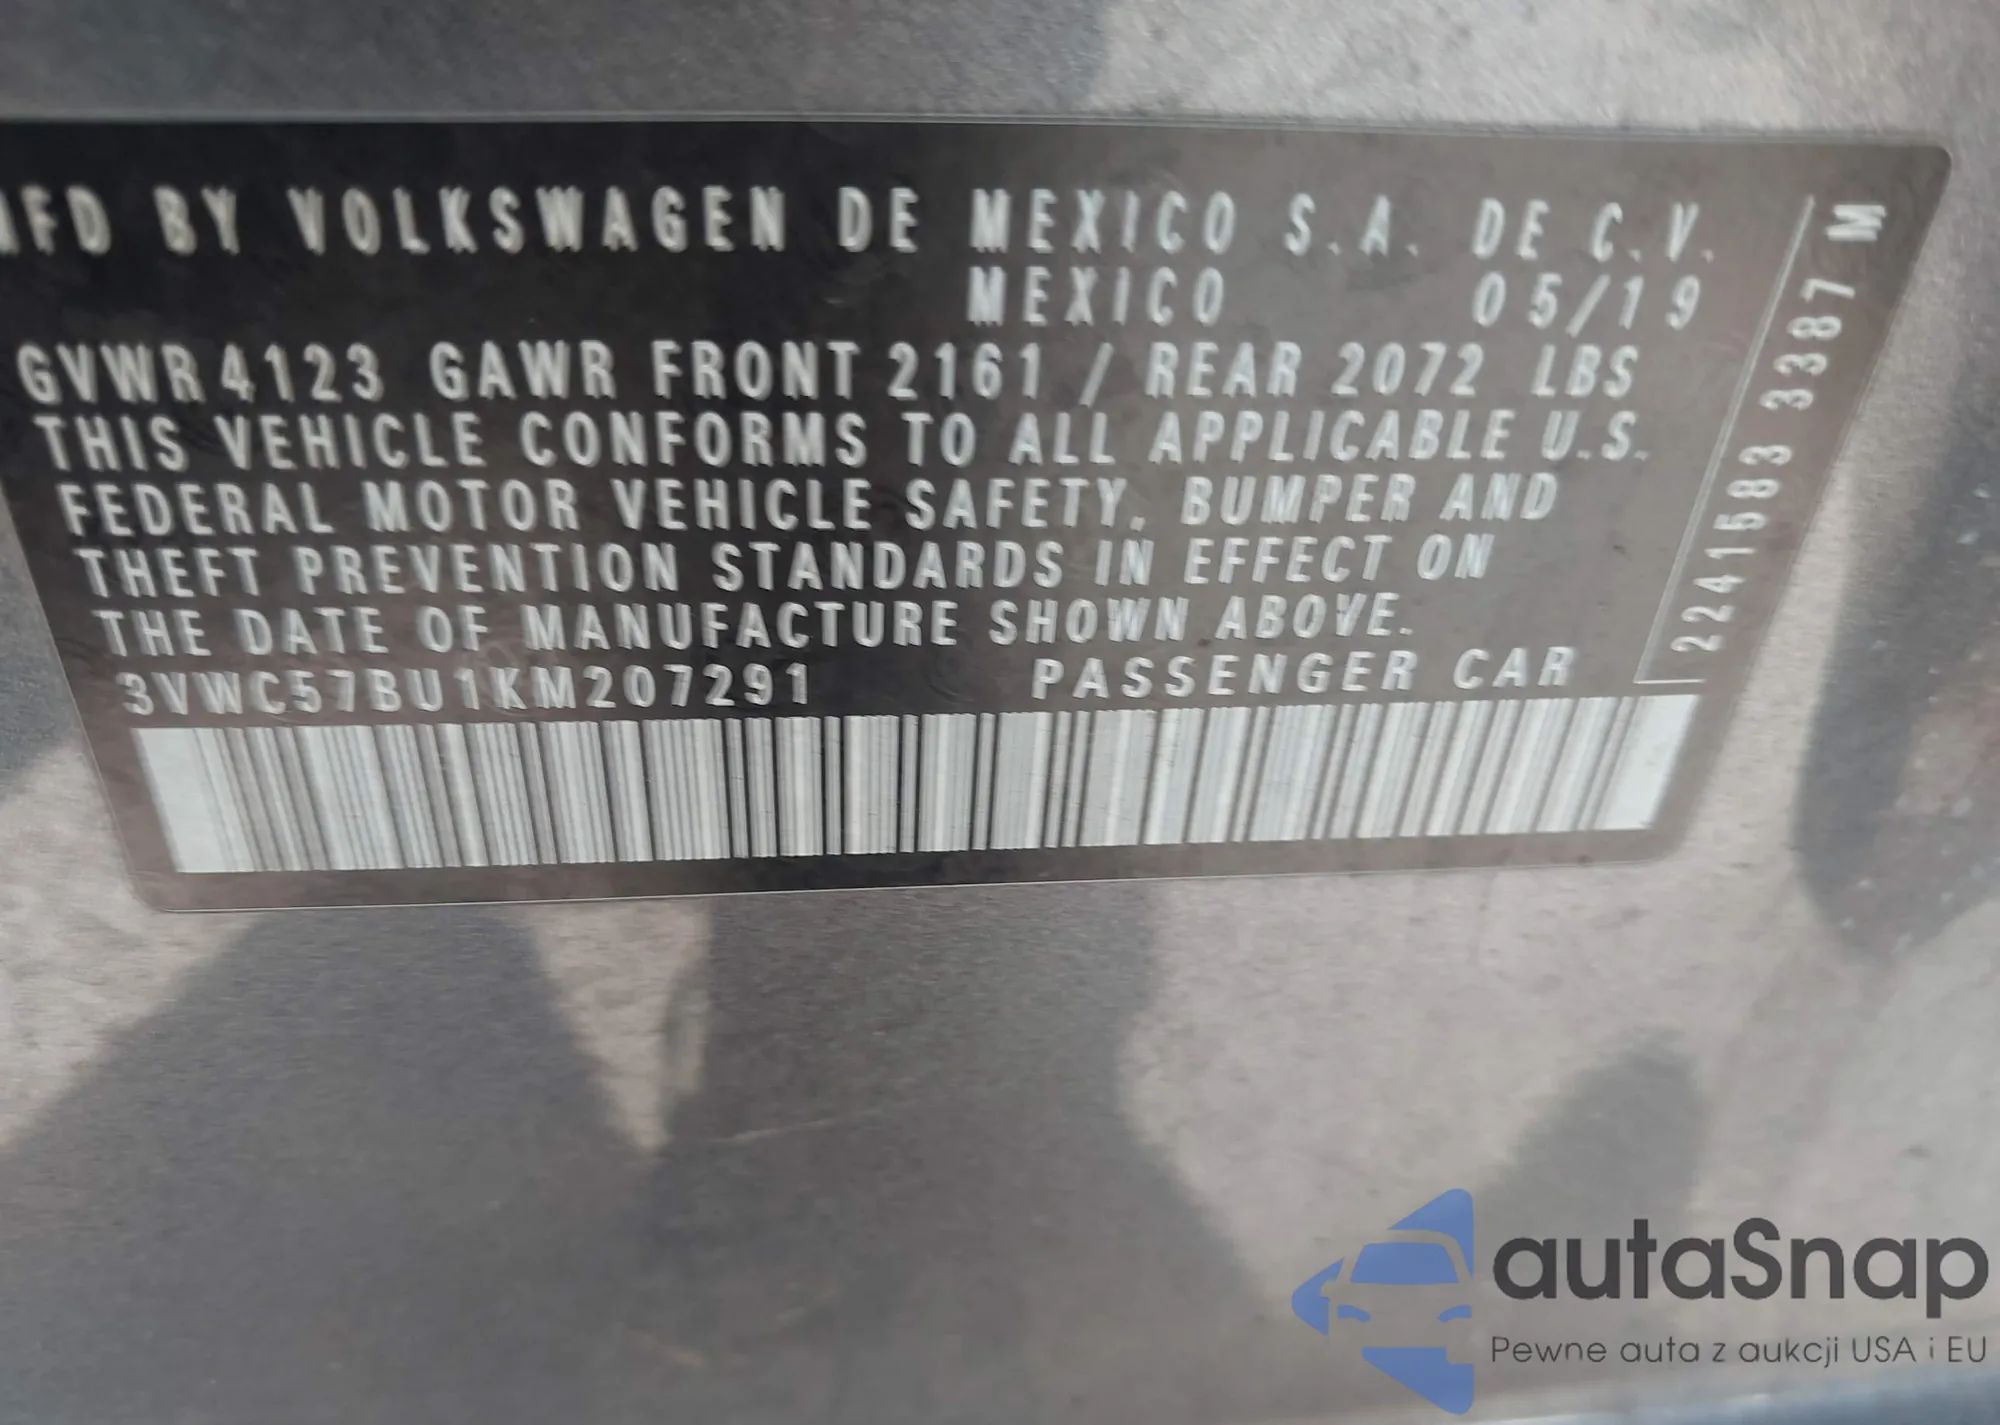 MFD BY VOLKSWAGEN DE MEXICO S.A. DE C.V.
MEXICO 05/19
GVWR 4123 GAWR FRONT 2161 / REAR 2072 LBS
THIS VEHICLE CONFORMS TO ALL APPLICABLE U.S.
FEDERAL MOTOR VEHICLE SAFETY, BUMPER AND
THEFT PREVENTION STANDARDS IN EFFECT ON
THE DATE OF MANUFACTURE SHOWN ABOVE.
3VWC57BU1KM207291 PASSENGER CAR
2241583 3387 M
autaSnap
Pewne auta z aukcji USA i EU